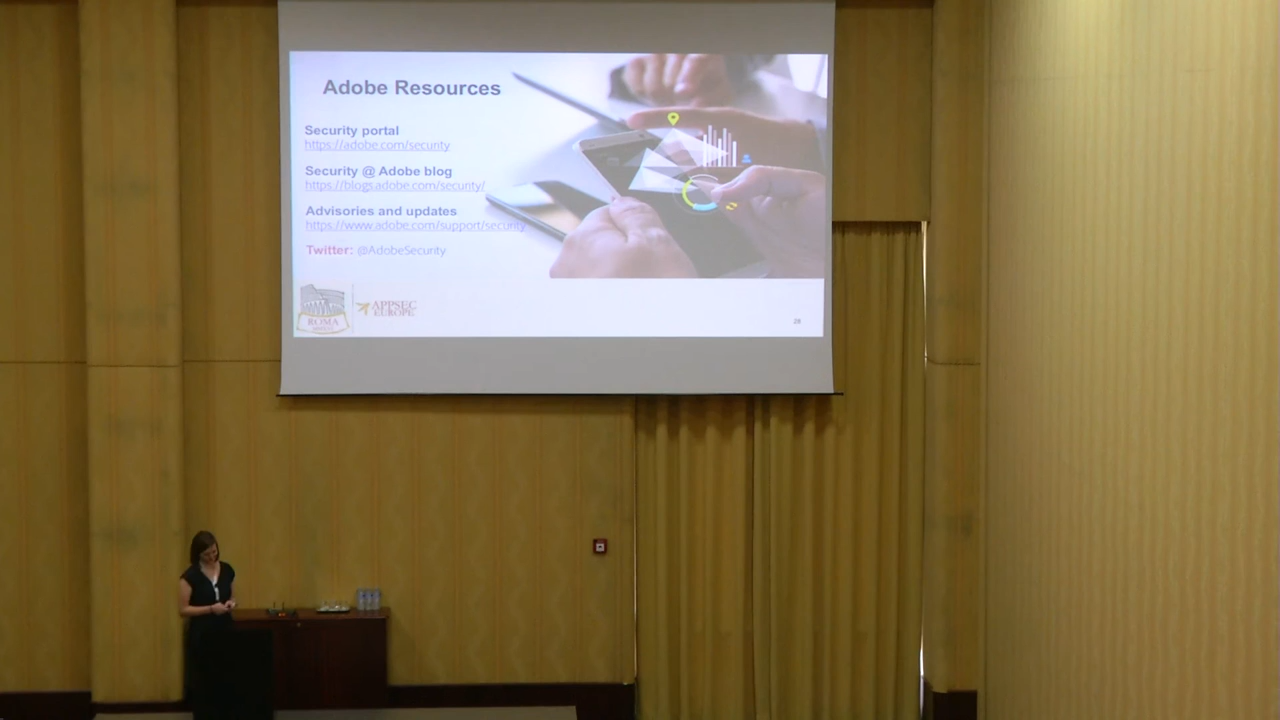 Adobe Resources
Security portal
https://adobe.com/security
Security @ Adobe blog
https://blogs.adobe.com/security/
Advisories and updates
https://www.adobe.com/support/security
Twitter: @AdobeSecurity
ROMA
APPSEC
EUROPE